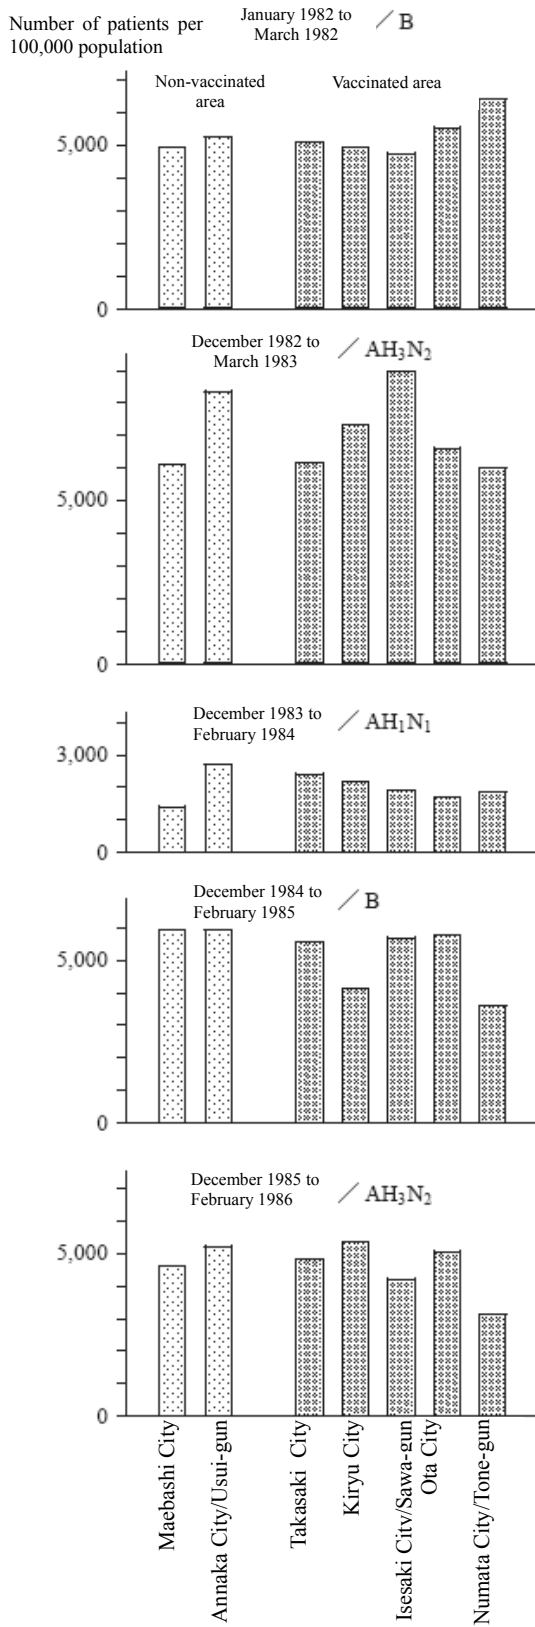 Number of patients per
100,000 population
January 1982 to
March 1982
/ B
Non-vaccinated
area
Vaccinated area
5,000
0
December 1982 to
March 1983
/ AH₃N₂
5,000
0
December 1983 to
February 1984
/ AH₁N₁
3,000
0
December 1984 to
February 1985
/ B
5,000
0
December 1985 to
February 1986
/ AH₃N₂
5,000
0
Maebashi City
Annaka City/Usui-gun
Takasaki City
Kiryu City
Isesaki City/Sawa-gun
Ota City
Numata City/Tone-gun